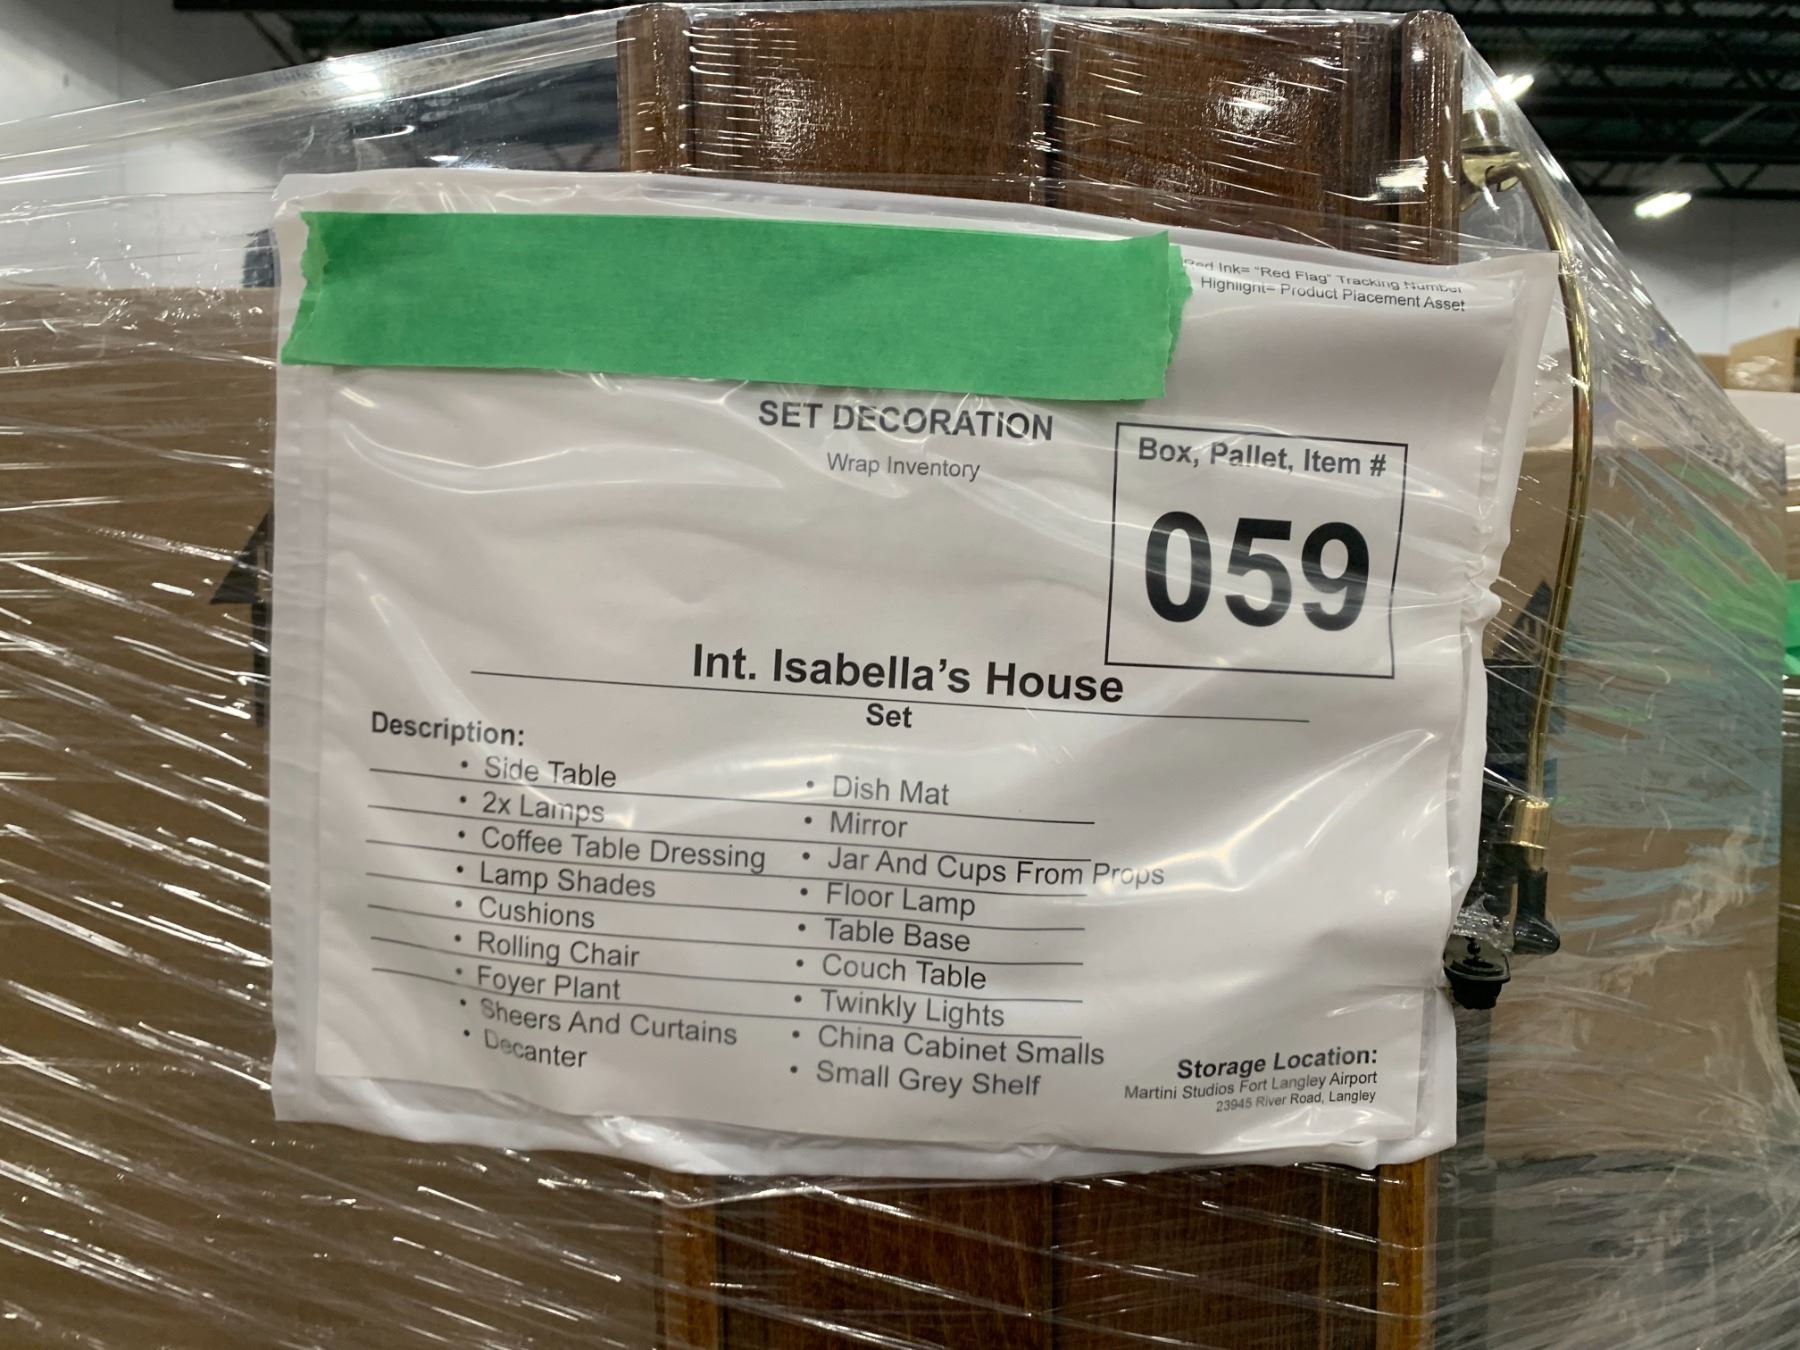 Red Ink= "Red Flag" Tracking Number
Highlight= Product Placement Asset
SET DECORATION
Wrap Inventory
Box, Pallet, Item #
059
Int. Isabella's House
Set
Description:
• Side Table
• 2x Lamps
• Coffee Table Dressing
• Lamp Shades
• Cushions
• Rolling Chair
• Foyer Plant
• Sheers And Curtains
• Decanter
• Dish Mat
• Mirror
• Jar And Cups From Props
• Floor Lamp
• Table Base
• Couch Table
• Twinkly Lights
• China Cabinet Smalls
• Small Grey Shelf
Storage Location:
Martini Studios Fort Langley Airport
23945 River Road, Langley